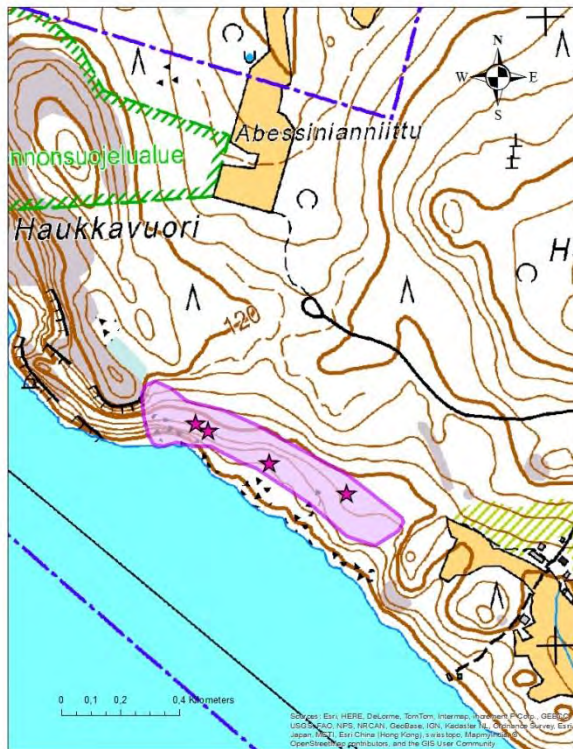 N
W E
S
Abessinianniittu
nnonsuojelualue
Haukkavuori
H
120
0 0,1 0,2 0,4 Kilometers
Sources: Esri, HERE, DeLorme, TomTom, Intermap, increment P Corp., GEBCO,
USGS, FAO, NPS, NRCAN, GeoBase, IGN, Kadaster NL, Ordnance Survey, Esri
Japan, METI, Esri China (Hong Kong), swisstopo, MapmyIndia, ©
OpenStreetMap contributors, and the GIS User Community